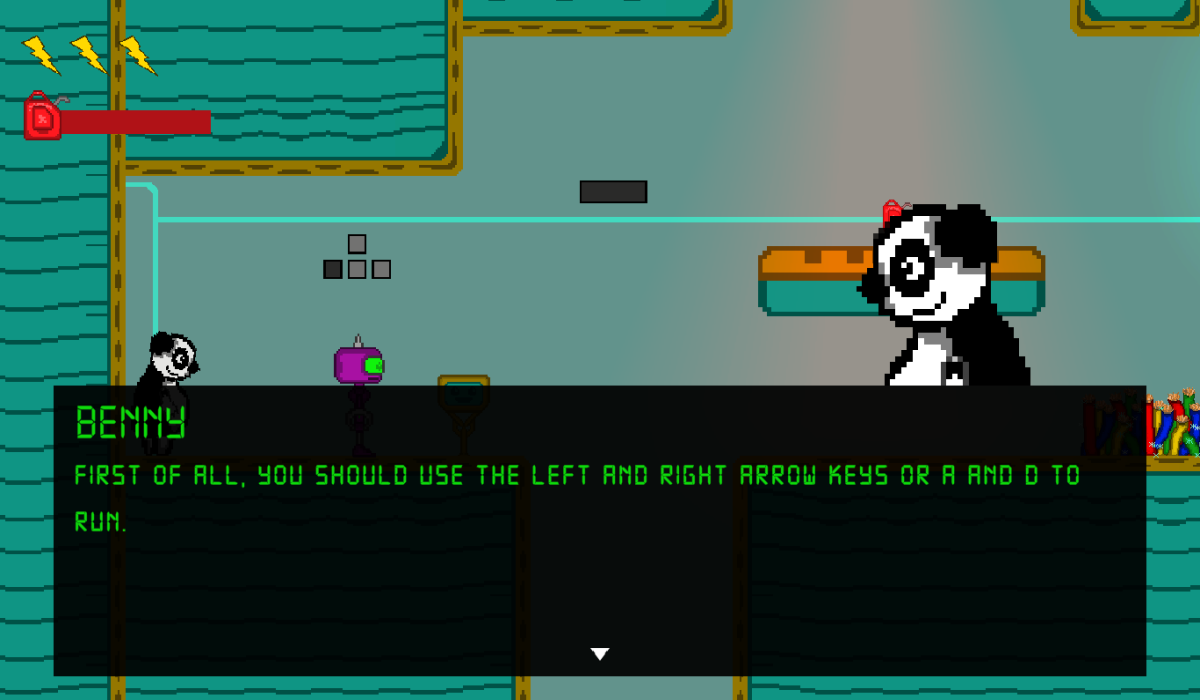 BENNY
FIRST OF ALL, YOU SHOULD USE THE LEFT AND RIGHT ARROW KEYS OR A AND D TO
RUN.